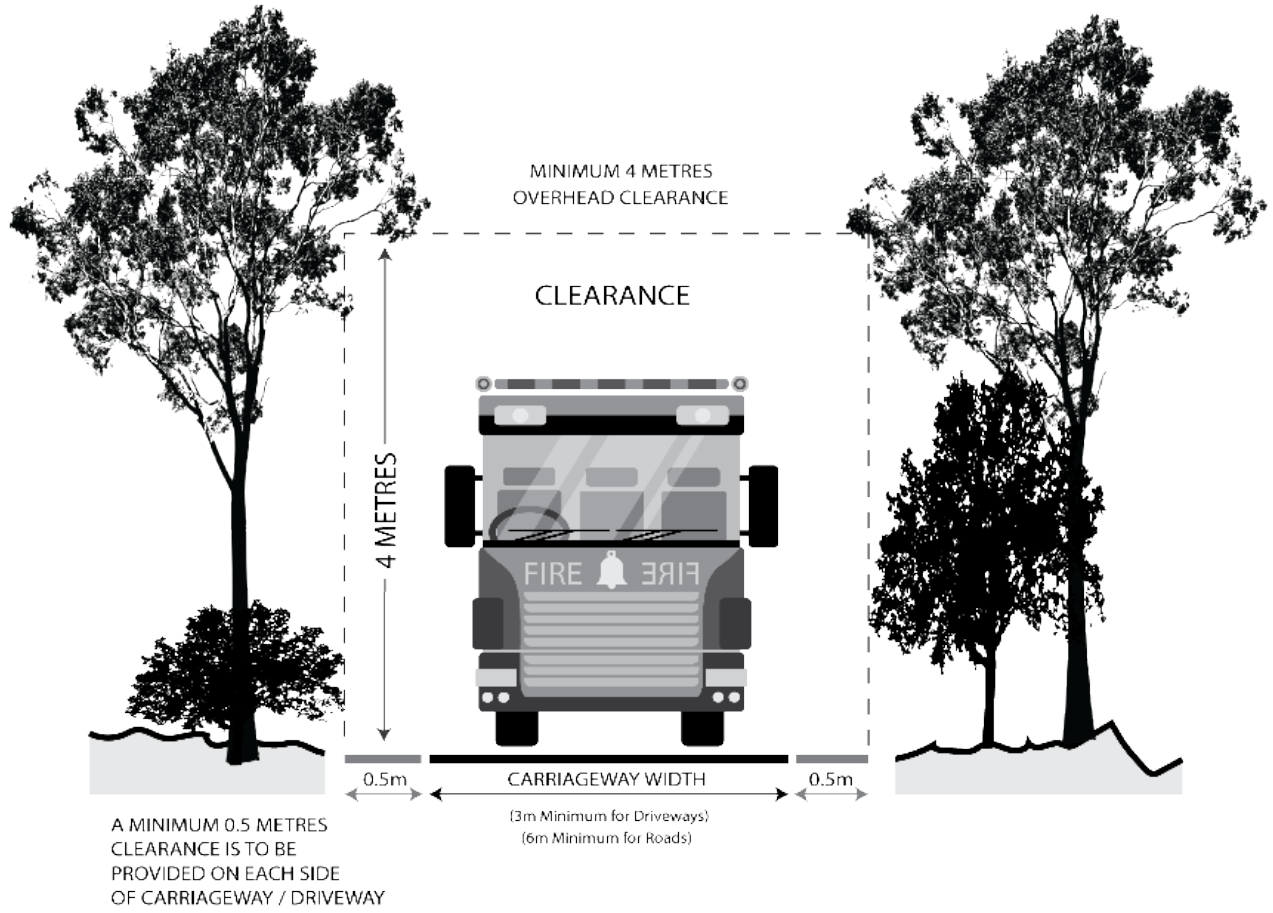 MINIMUM 4 METRES
OVERHEAD CLEARANCE
CLEARANCE
4 METRES
FIRE FIRE
0.5m
CARRIAGEWAY WIDTH
0.5m
(3m Minimum for Driveways)
(6m Minimum for Roads)
A MINIMUM 0.5 METRES
CLEARANCE IS TO BE
PROVIDED ON EACH SIDE
OF CARRIAGEWAY / DRIVEWAY